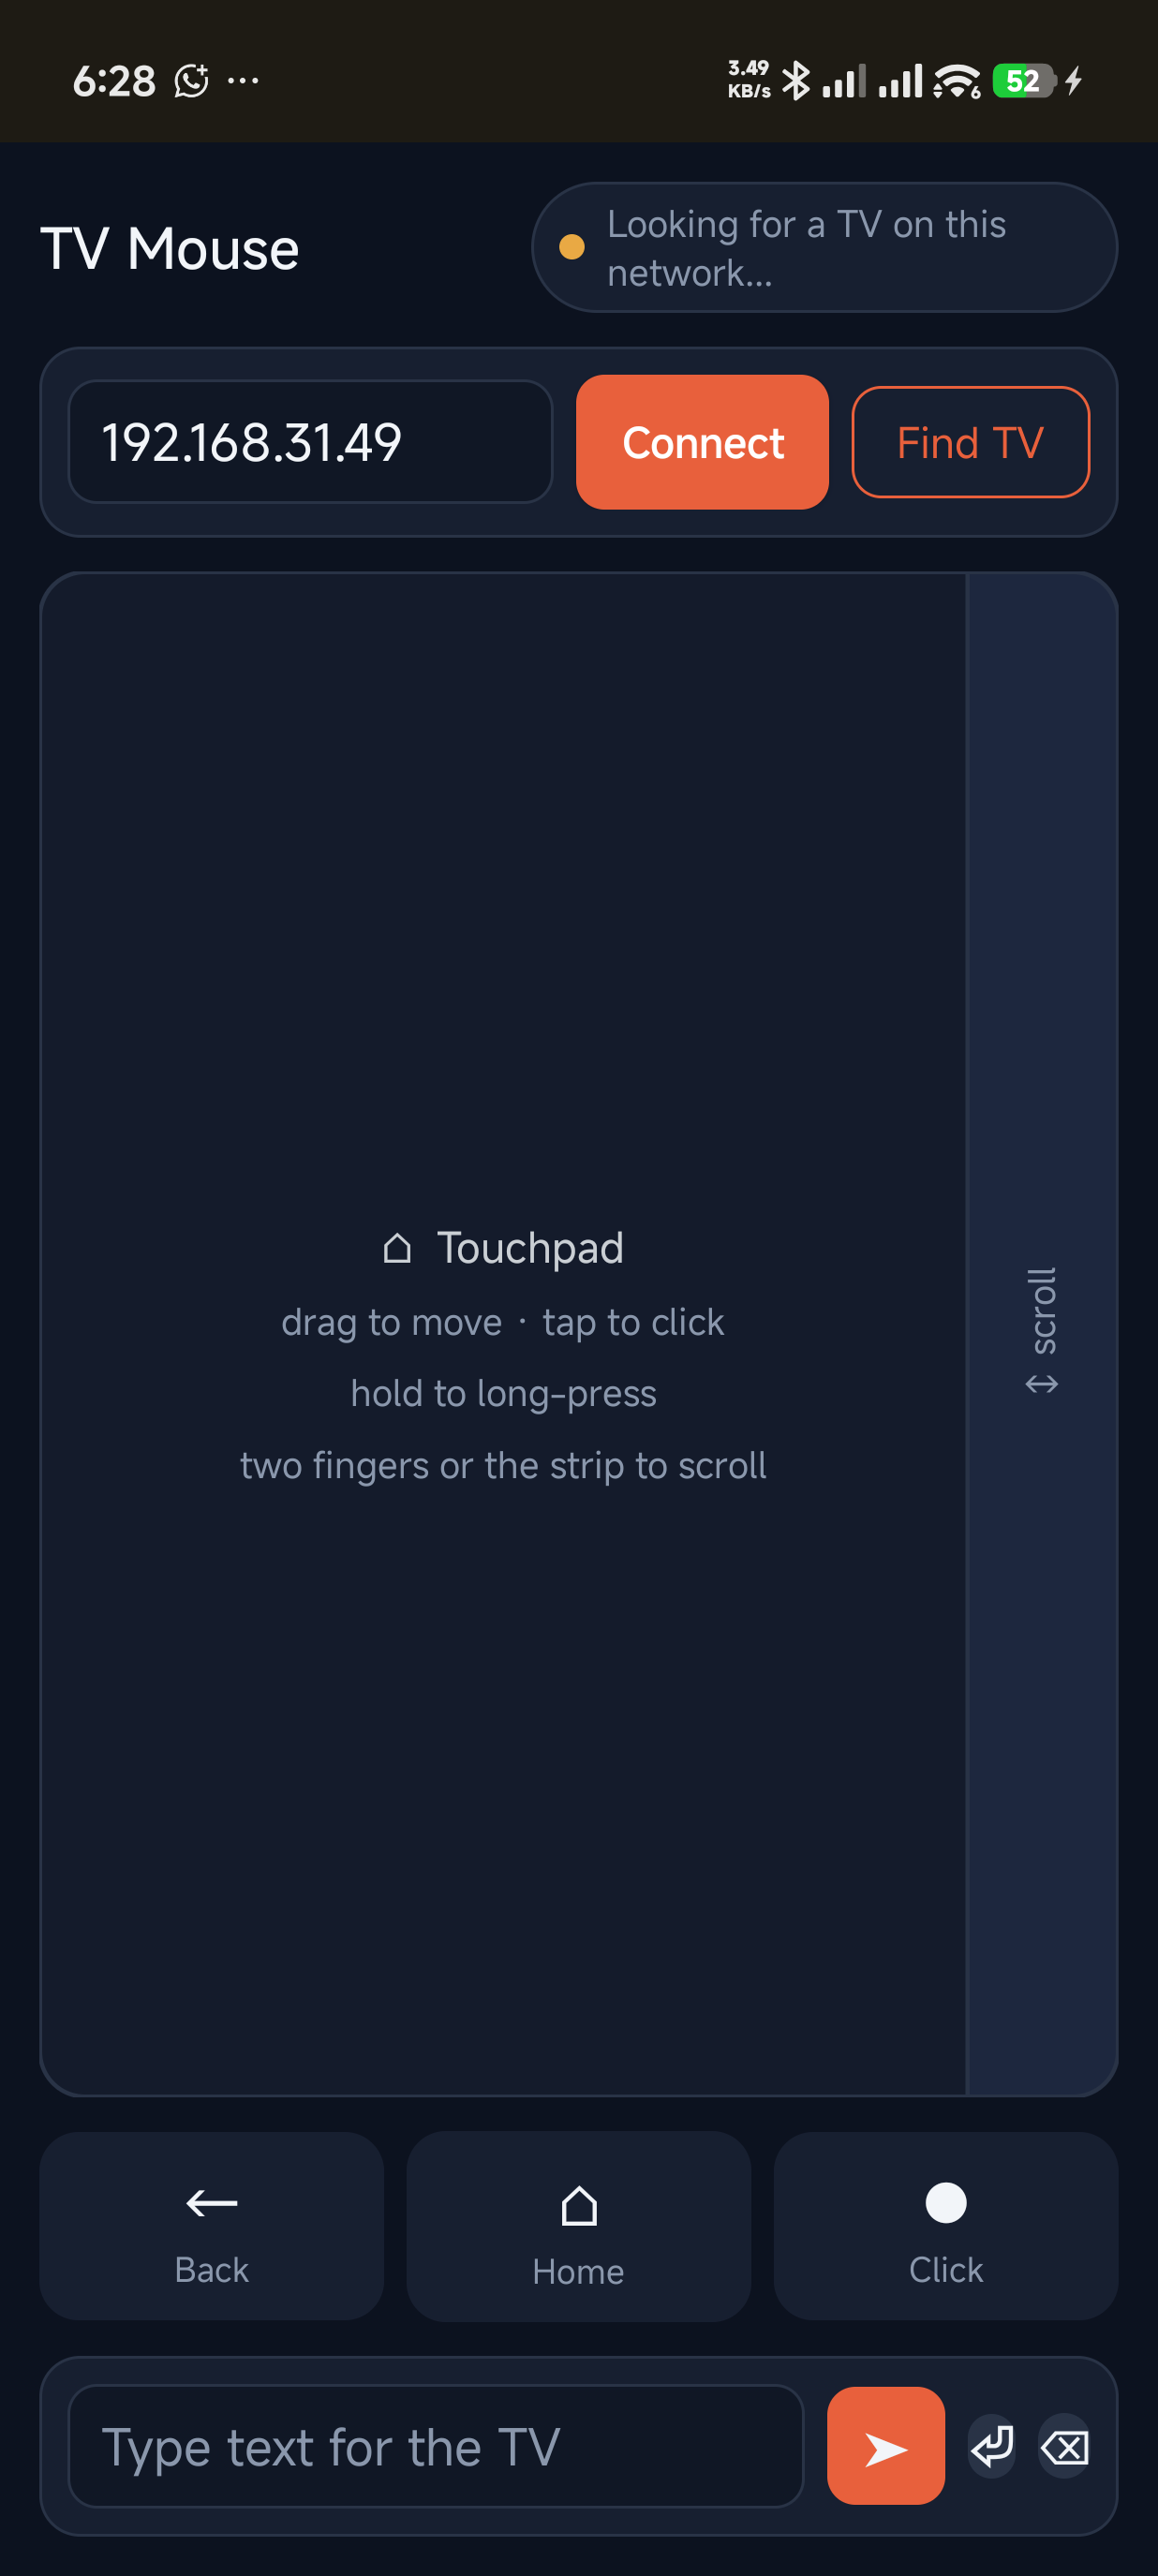 6:28
3.49
KB/s
6
52
TV Mouse
Looking for a TV on this
network...
192.168.31.49
Connect
Find TV
Touchpad
drag to move · tap to click
hold to long-press
two fingers or the strip to scroll
↕ scroll
Back
Home
Click
Type text for the TV